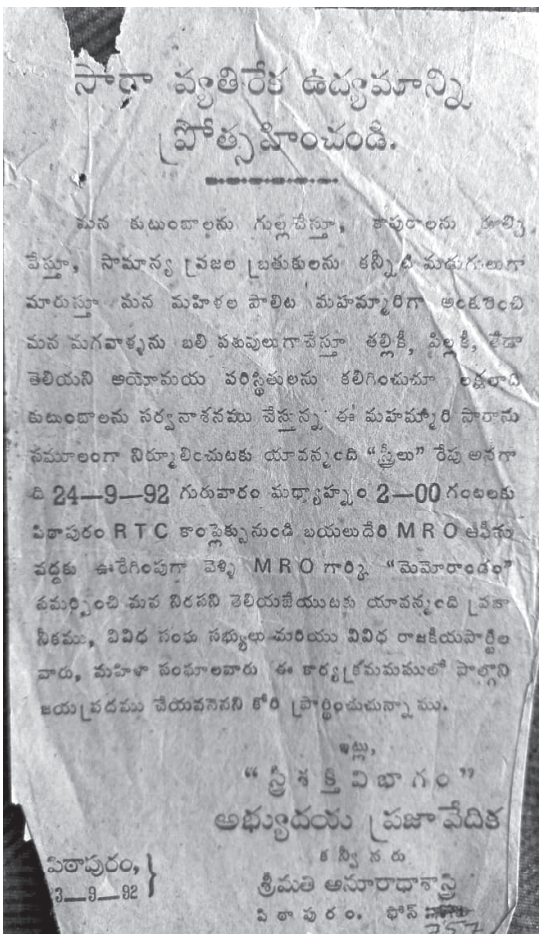 సారా వ్యతిరేక ఉద్యమాన్ని
ప్రోత్సహించండి.
మన కుటుంబాలను గుల్లచేస్తూ, కాపురాలను కూల్చి
వేస్తూ, సామాన్య ప్రజల బ్రతుకులను కన్నీటి మడుగులుగా
మారుస్తూ మన మహిళల పాలిట మహమ్మారిగా అంకురించి
మన మగవాళ్ళను బలి పశువులుగాచేస్తూ తల్లికీ, పిల్లకీ, తేడా
తెలియని అయోమయ పరిస్థితులను కలిగించుచూ లక్షలాది
కుటుంబాలను సర్వనాశనము చేస్తున్న ఈ మహమ్మారి సారాను
సమూలంగా నిర్మూలించుటకు యావన్మంది "స్త్రీలు" రేపు అనగా
ది 24—9—92 గురువారం మధ్యాహ్నం 2—00 గంటలకు
పిఠాపురం RTC కాంప్లెక్సునుండి బయలుదేరి MRO ఆఫీసు
వద్దకు ఊరేగింపుగా వెళ్ళి MRO గార్కి "మెమోరాండం"
సమర్పించి మన నిరసన తెలియజేయుటకు యావన్మంది ప్రజా
నీకము, వివిధ సంఘ సభ్యులు మరియు వివిధ రాజకీయపార్టీల
వారు, మహిళా సంఘాలవారు ఈ కార్యక్రమమములో పాల్గొని
జయప్రదము చేయవలెనని కోరి ప్రార్థించుచున్నాము.
ఇట్లు,
"స్త్రీ శక్తి విభాగం"
అభ్యుదయ ప్రజావేదిక
కన్వీనరు
శ్రీమతి అనూరాధాశాస్త్రి
పిఠాపురం. ఫోన్
పిఠాపురం,
3—9—92